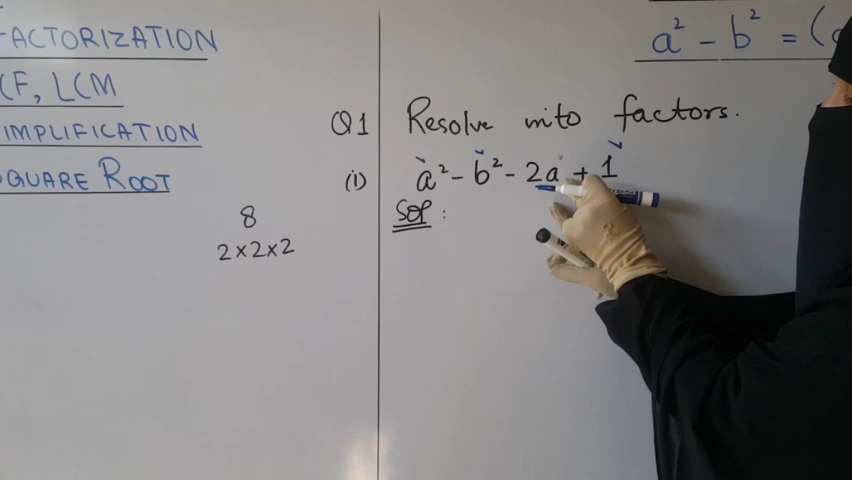 FACTORIZATION
CF, LCM
IMPLIFICATION
QUARE ROOT
8
2×2×2
a² - b² = (
Q1 Resolve into factors.
(i) a² - b² - 2a + 1
Sol: